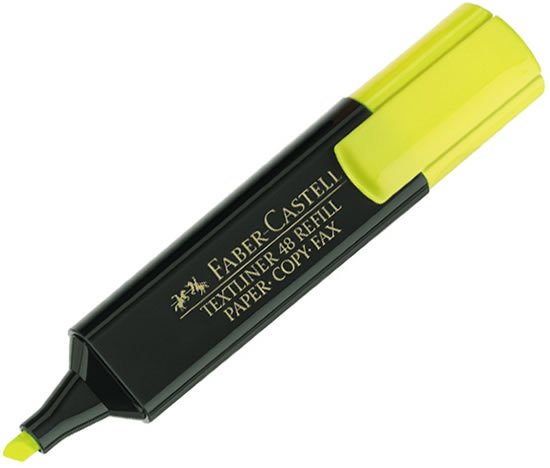 FABER-CASTELL
TEXTLINER 48 REFILL
PAPER·COPY·FAX